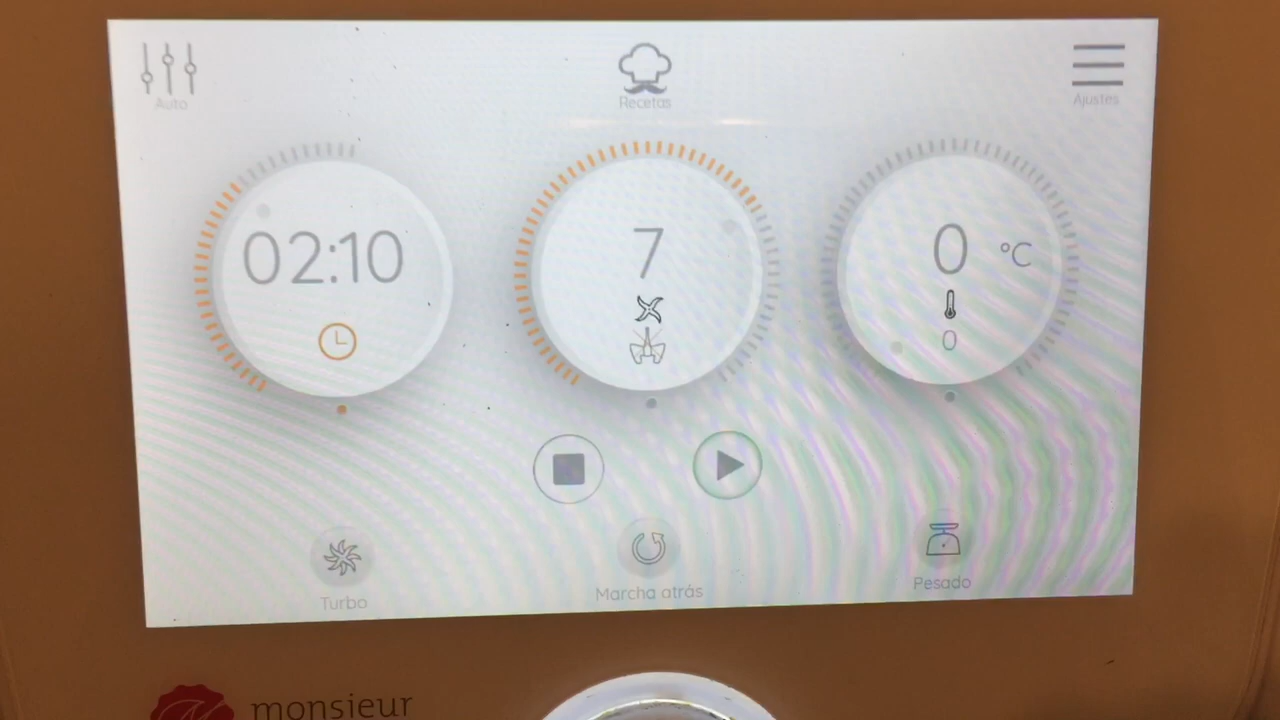 Auto
Recetas
Ajustes
02:10
7
0 °C
0
Turbo
Marcha atrás
Pesado
monsieur